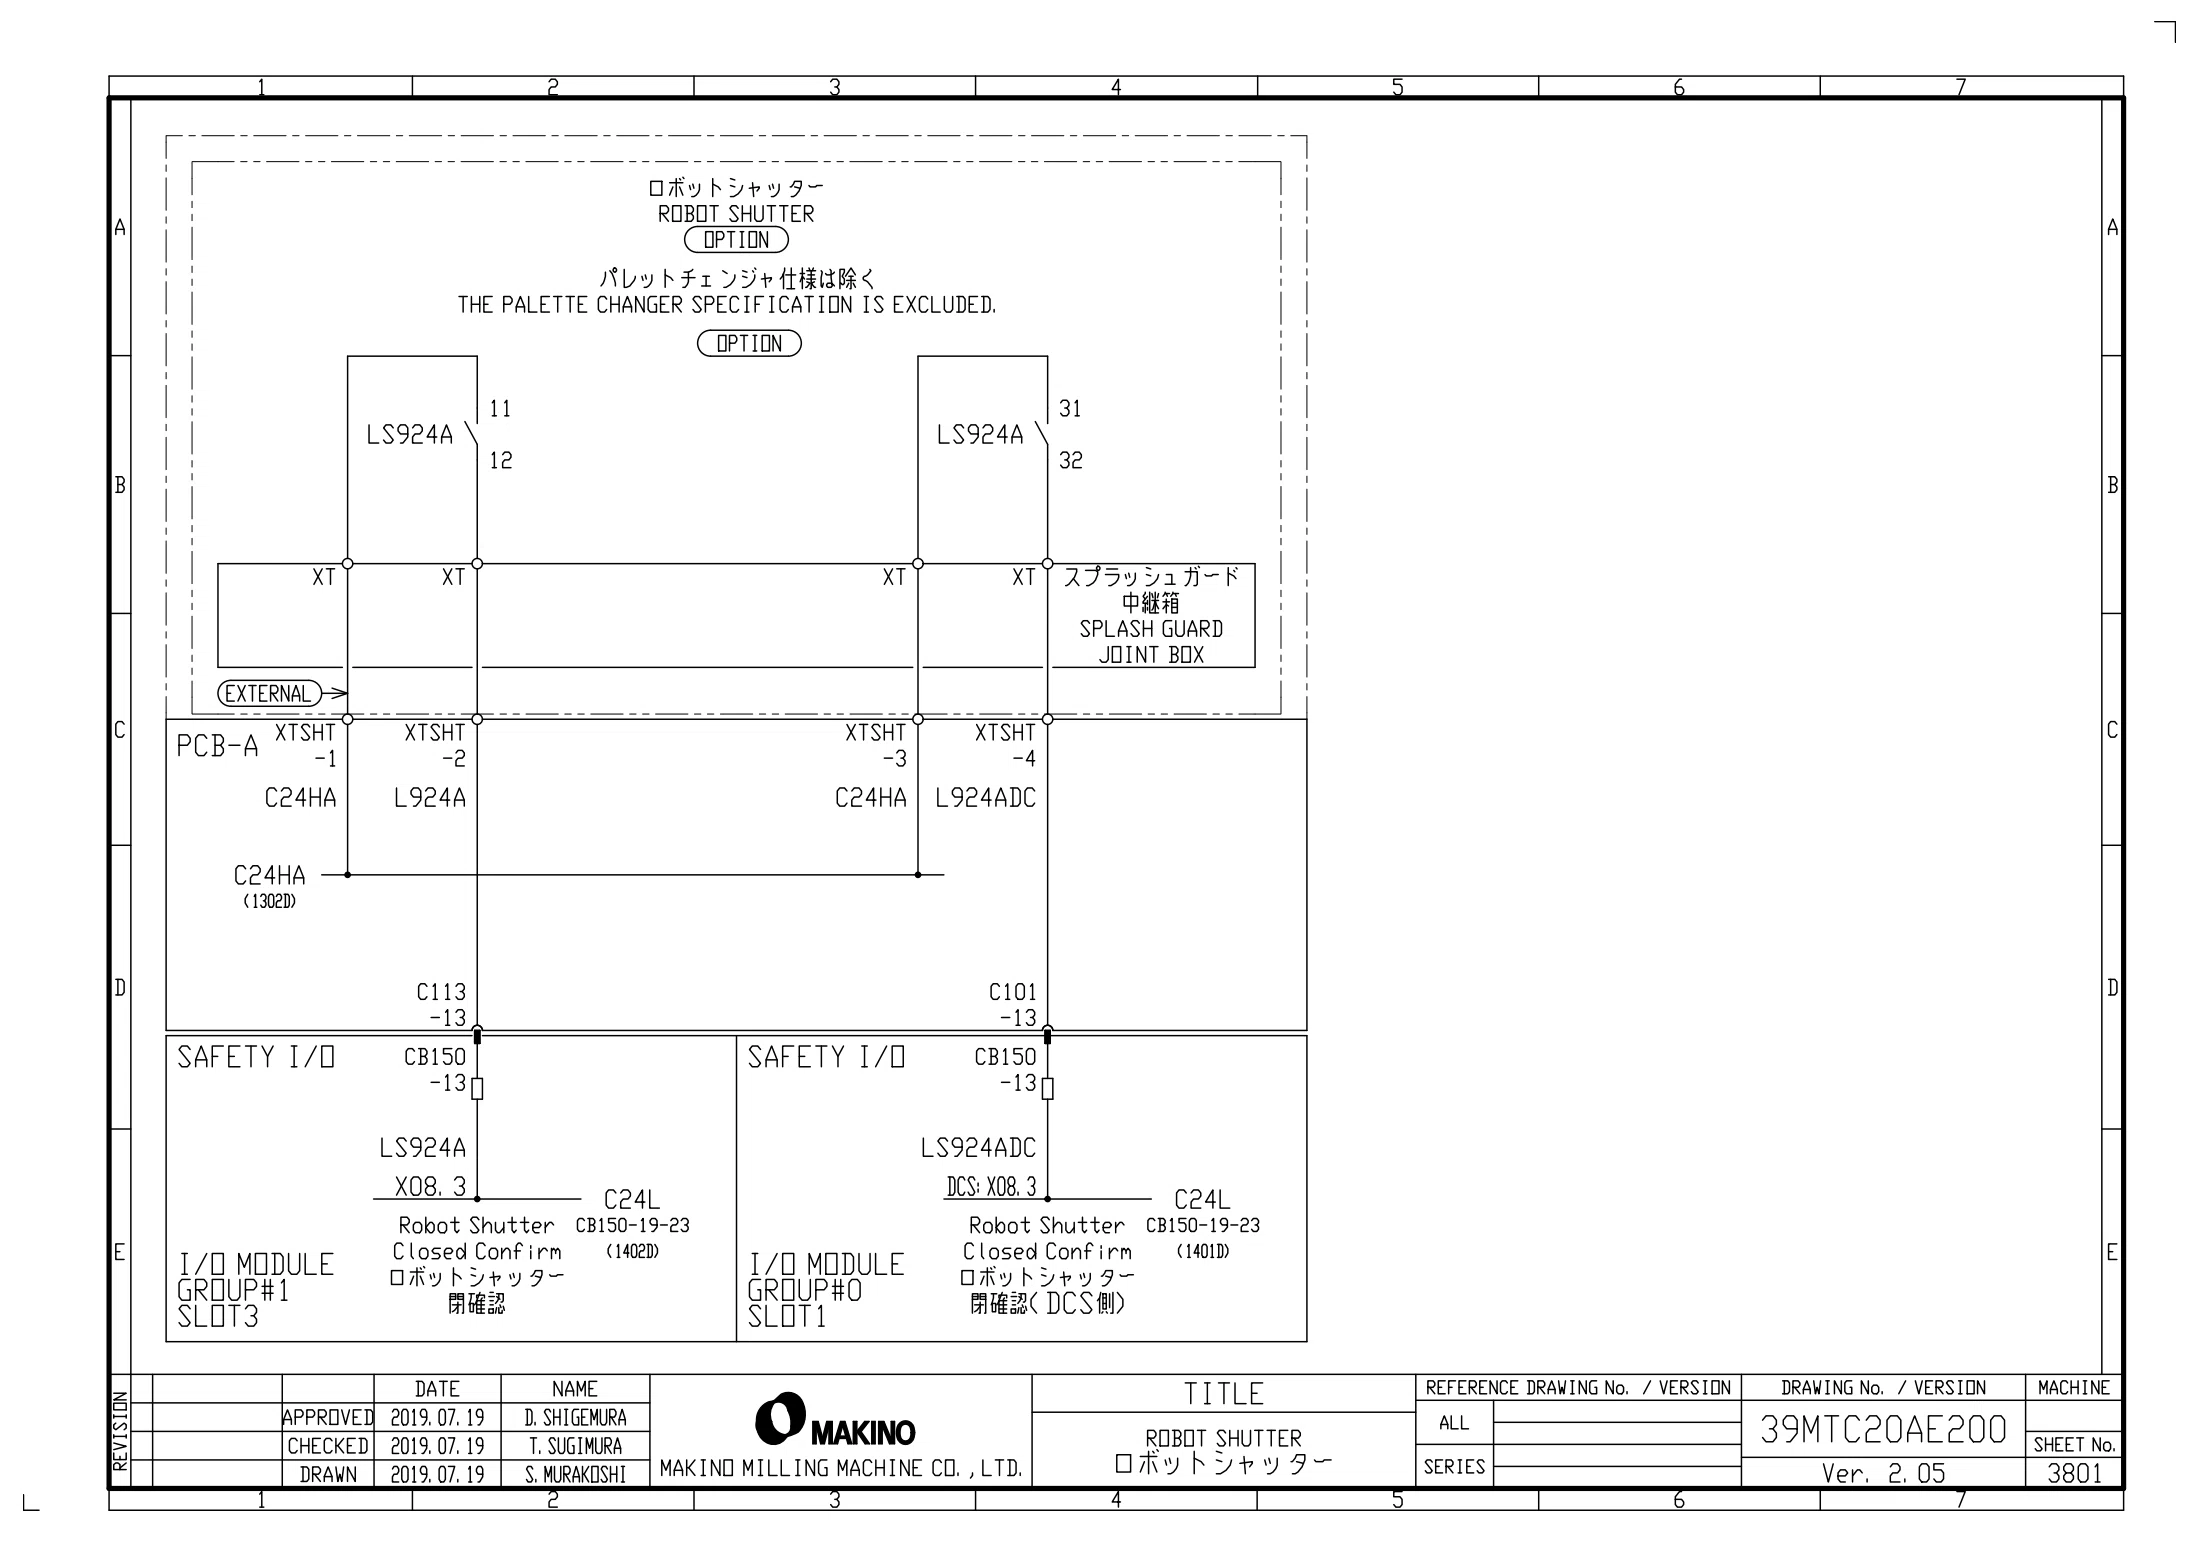 1 2 3 4 5 6 7
A A
B B
C C
D D
E E
ロボットシャッター
ROBOT SHUTTER
OPTION
パレットチェンジャ仕様は除く
THE PALETTE CHANGER SPECIFICATION IS EXCLUDED.
OPTION
11 31
LS924A LS924A
12 32
XT XT XT XT
スプラッシュガード
中継箱
SPLASH GUARD
JOINT BOX
EXTERNAL
PCB-A
XTSHT XTSHT XTSHT XTSHT
-1 -2 -3 -4
C24HA L924A C24HA L924ADC
C24HA
(1302D)
C113 C101
-13 -13
SAFETY I/O
CB150
-13
LS924A
X08.3
C24L
Robot Shutter
CB150-19-23
Closed Confirm
(1402D)
ロボットシャッター
閉確認
I/O MODULE
GROUP#1
SLOT3
SAFETY I/O
CB150
-13
LS924ADC
DCS:X08.3
C24L
Robot Shutter
CB150-19-23
Closed Confirm
(1401D)
ロボットシャッター
閉確認(DCS側)
I/O MODULE
GROUP#0
SLOT1
REVISION
DATE NAME
APPROVED 2019.07.19 D. SHIGEMURA
CHECKED 2019.07.19 T. SUGIMURA
DRAWN 2019.07.19 S. MURAKOSHI
MAKINO
MAKINO MILLING MACHINE CO.,LTD.
TITLE
ROBOT SHUTTER
ロボットシャッター
REFERENCE DRAWING No. / VERSION
ALL
SERIES
DRAWING No. / VERSION
39MTC20AE200
Ver. 2.05
MACHINE
SHEET No.
3801
1 2 3 4 5 6 7